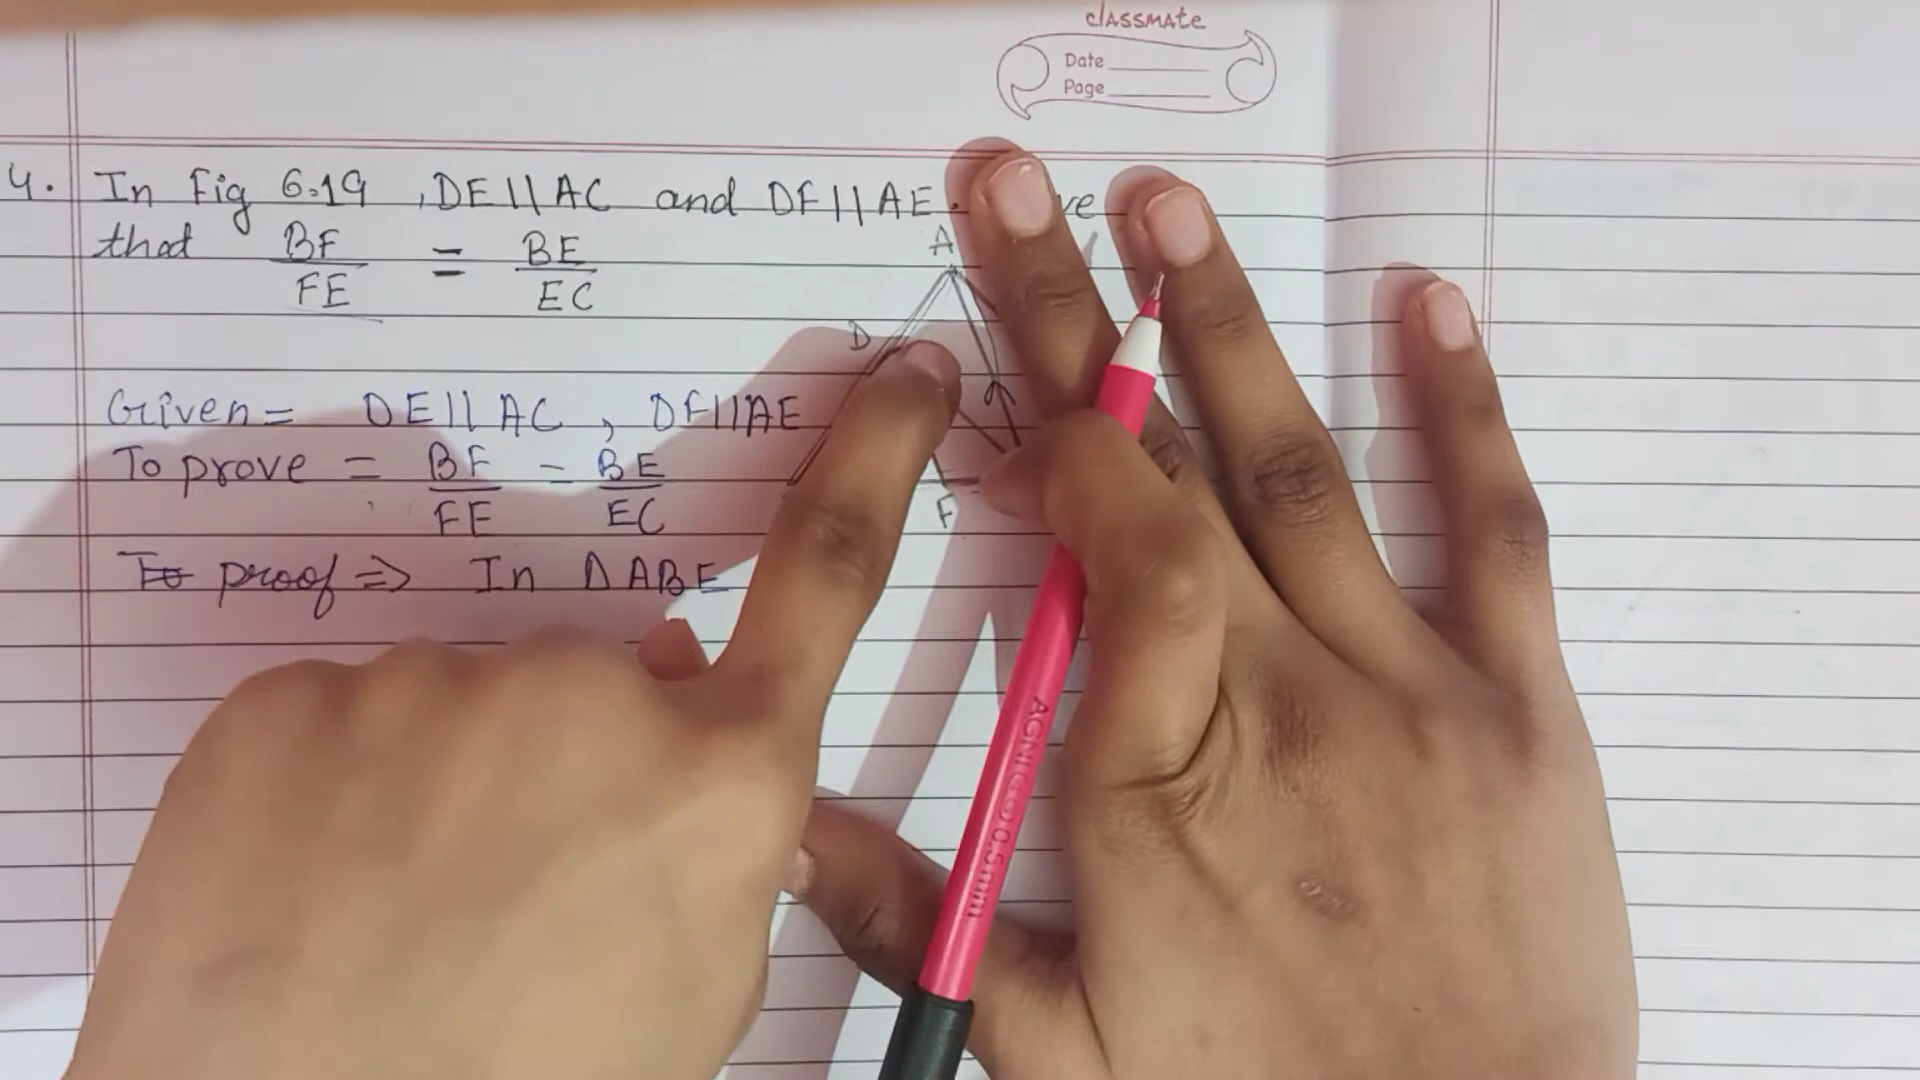 classmate
Date
Page
4. In Fig 6.19 , DE || AC and DF || AE.
that BF/FE = BE/EC
A
D
F
Given = DE || AC , DF || AE
To prove = BF/FE = BE/EC
proof => In Δ ABE
AGNI 0.5mm